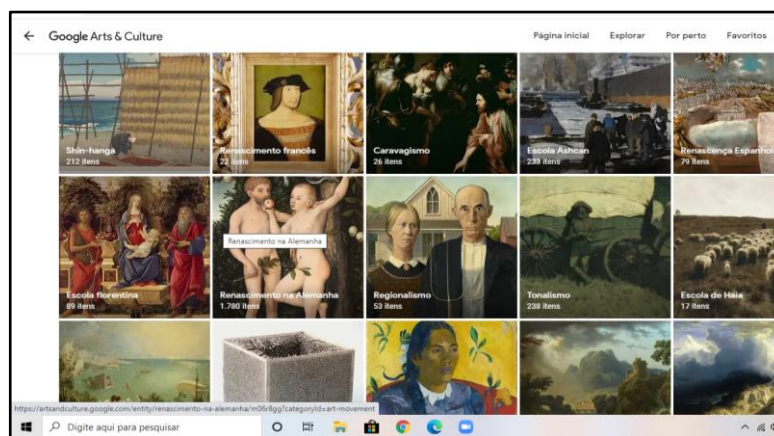 ← Google Arts & Culture
Página inicial Explorar Por perto Favoritos
Shin-hanga
212 itens
Renascimento francês
22 itens
Caravagismo
26 itens
Escola Ashcan
233 itens
Renascença Espanhol
79 itens
Renascimento na Alemanha
Escola florentina
89 itens
Renascimento na Alemanha
1.780 itens
Regionalismo
53 itens
Tonalismo
238 itens
Escola de Haia
17 itens
https://artsandculture.google.com/entity/renascimento-na-alemanha/m06r8gg?categoryId=art-movement
Digite aqui para pesquisar